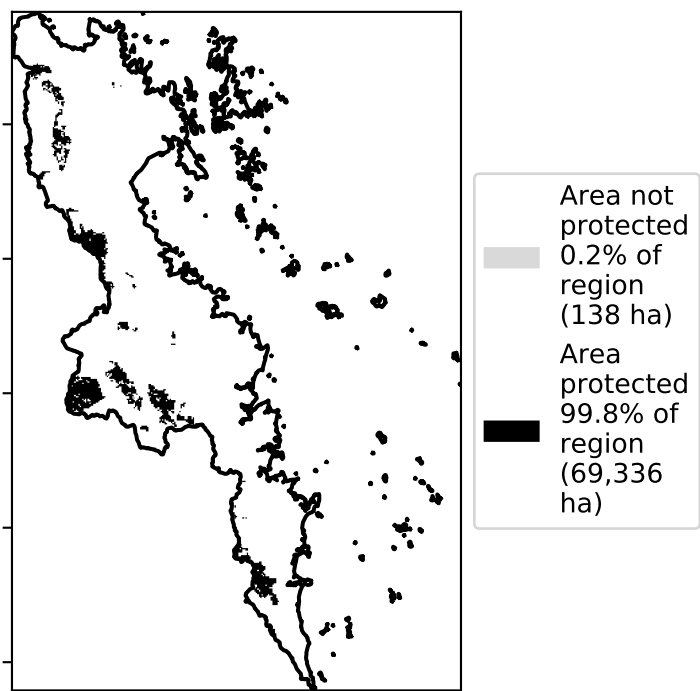 Area not
protected
0.2% of
region
(138 ha)
Area
protected
99.8% of
region
(69,336
ha)